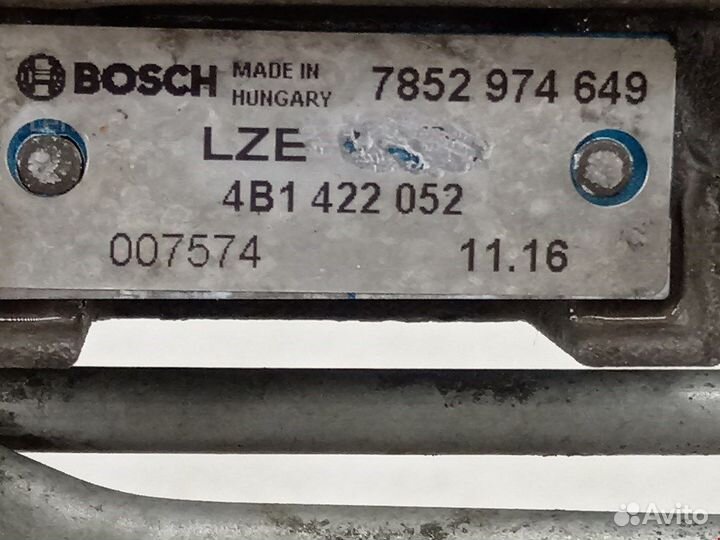 BOSCH MADE IN HUNGARY 7852 974 649
LZE
4B1 422 052
007574 11.16
Avito